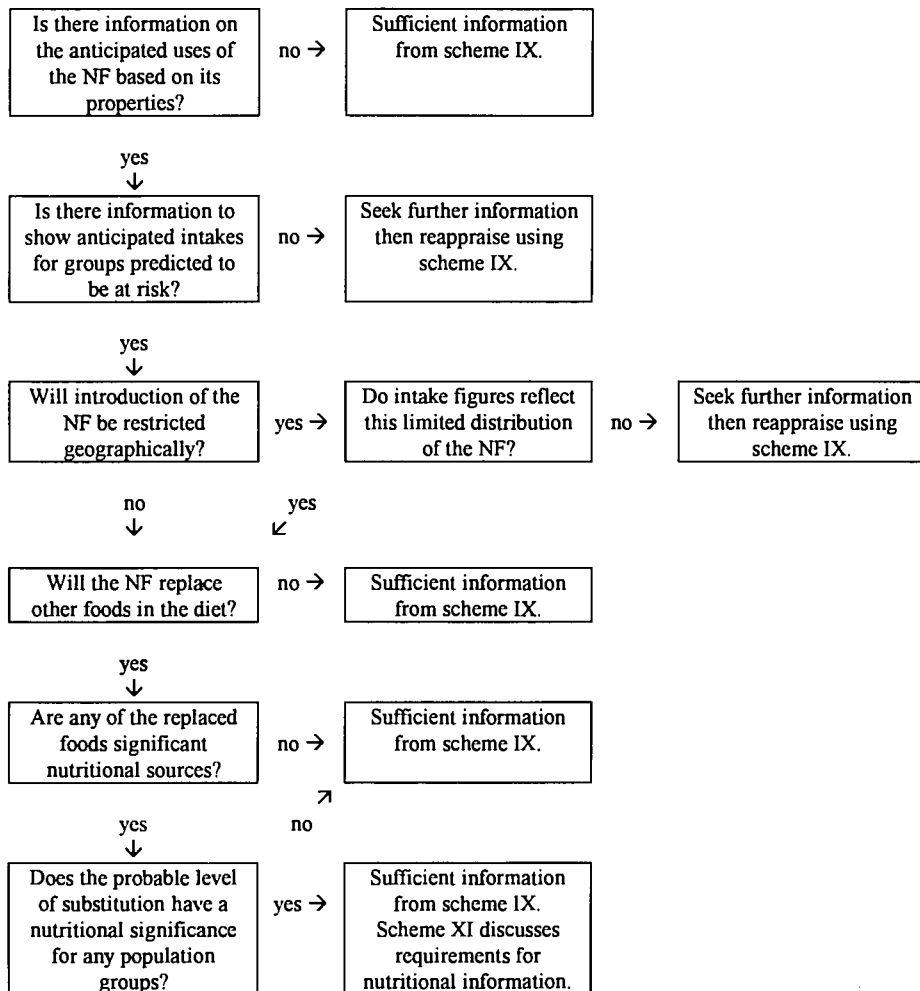 Is there information on
the anticipated uses of
the NF based on its
properties?
no →
Sufficient information
from scheme IX.
yes
↓
Is there information to
show anticipated intakes
for groups predicted to
be at risk?
no →
Seek further information
then reappraise using
scheme IX.
yes
↓
Will introduction of the
NF be restricted
geographically?
yes →
Do intake figures reflect
this limited distribution
of the NF?
no →
Seek further information
then reappraise using
scheme IX.
no
↓
yes
↙
Will the NF replace
other foods in the diet?
no →
Sufficient information
from scheme IX.
yes
↓
Are any of the replaced
foods significant
nutritional sources?
no →
Sufficient information
from scheme IX.
↗
no
yes
↓
Does the probable level
of substitution have a
nutritional significance
for any population
groups?
yes →
Sufficient information
from scheme IX.
Scheme XI discusses
requirements for
nutritional information.